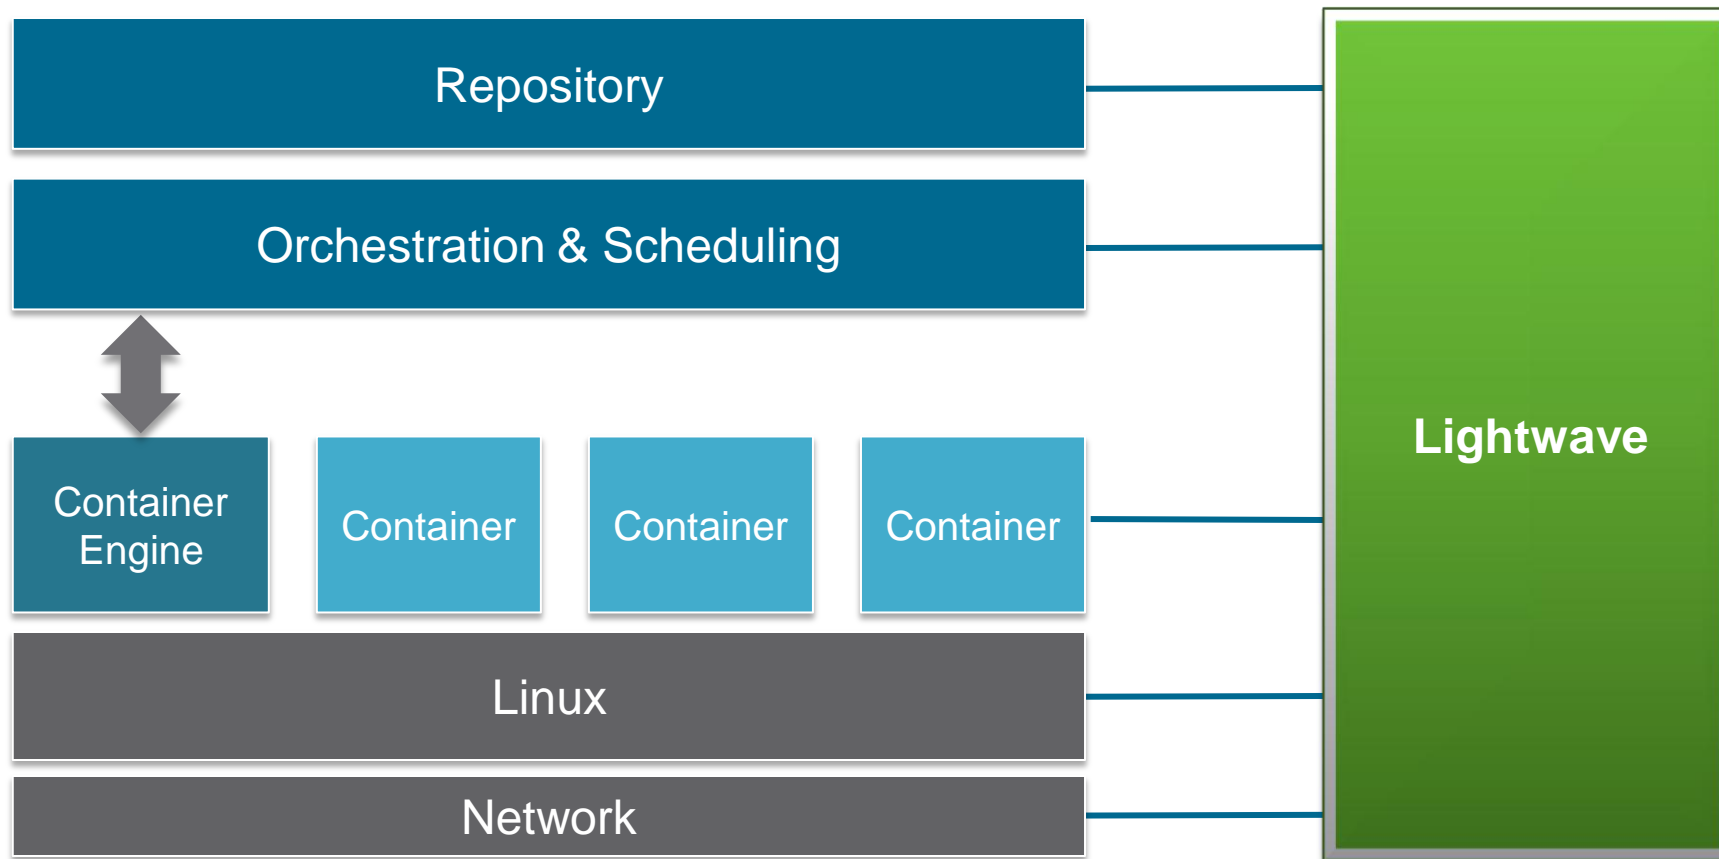 Repository
Orchestration & Scheduling
Container
Engine
Container
Container
Container
Lightwave
Linux
Network